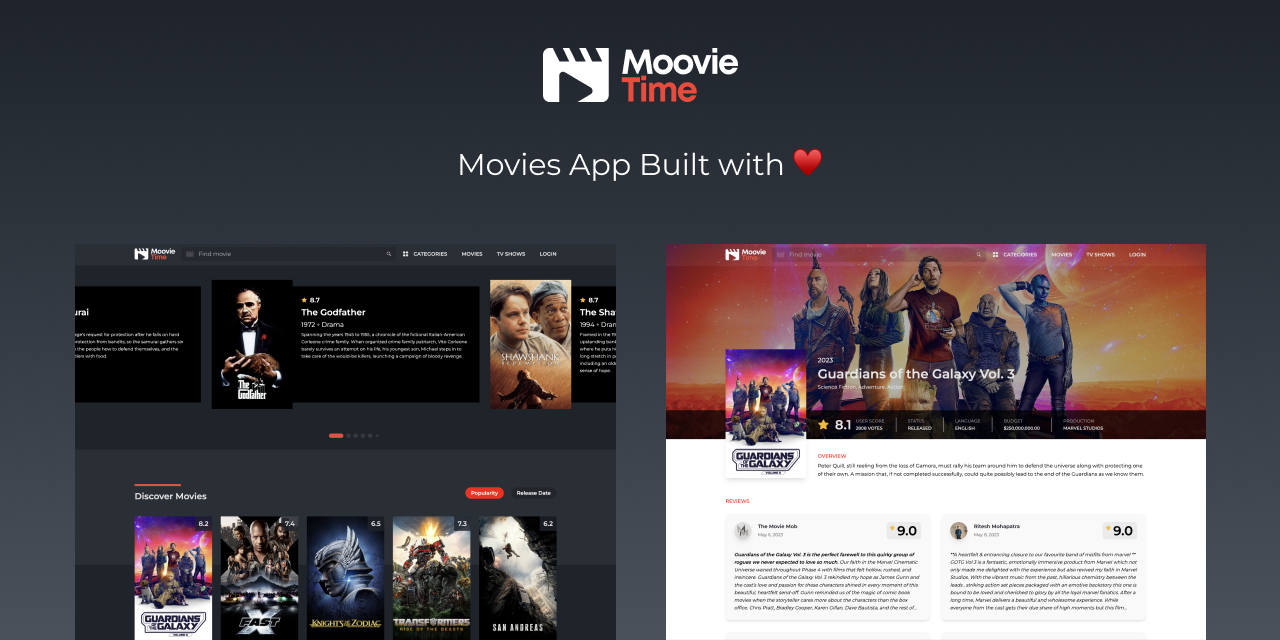 Moovie
Time
Movies App Built with
Moovie
Time
Find movie
CATEGORIES
MOVIES
TV SHOWS
LOGIN
urai
8.7
The Godfather
1972 • Drama
Spanning the years 1945 to 1955, a chronicle of the fictional Italian-American
Corleone crime family. When organized crime family patriarch, Vito Corleone
barely survives an attempt on his life, his youngest son, Michael steps in to
take care of the would-be killers, launching a campaign of bloody revenge.
The
Godfather
SHAWSHANK
8.7
The Sha
1994 • Dram
Framed in the 19
upstanding bank
where he puts h
long stretch in p
including an olde
sense of hope.
age's request for protection after he falls on hard
rotection from bandits, so the samurai gathers six
h the people how to defend themselves, and the
liers with food.
Discover Movies
Popularity
Release Date
8.2
7.4
6.5
7.3
6.2
GUARDIANS
OF THE
GALAXY
VOLUME 3
FAST X
KNIGHTS OF THE ZODIAC
TRANSFORMERS
RISE OF THE BEASTS
SAN ANDREAS
Moovie
Time
Find movie
CATEGORIES
MOVIES
TV SHOWS
LOGIN
2023
Guardians of the Galaxy Vol. 3
Science Fiction, Adventure, Action
8.1
USER SCORE
2808 VOTES
STATUS
RELEASED
LANGUAGE
ENGLISH
BUDGET
$250,000,000.00
PRODUCTION
MARVEL STUDIOS
GUARDIANS
OF THE
GALAXY
VOLUME 3
OVERVIEW
Peter Quill, still reeling from the loss of Gamora, must rally his team around him to defend the universe along with protecting one
of their own. A mission that, if not completed successfully, could quite possibly lead to the end of the Guardians as we know them.
REVIEWS
The Movie Mob
May 6, 2023
9.0
Guardians of the Galaxy Vol. 3 is the perfect farewell to this quirky group of
rogues we never expected to love so much. Our faith in the Marvel Cinematic
Universe waned throughout Phase 4 with films that felt hollow, rushed, and
insincere. Guardians of the Galaxy Vol. 3 rekindled my hope as James Gunn and
the cast's love and passion for these characters shined in every moment of this
beautiful, heartfelt send-off. Gunn reminded us of the magic of comic book
movies when the storyteller cares more about the characters than the box
office. Chris Pratt, Bradley Cooper, Karen Gillan, Dave Bautista, and the rest of...
Ritesh Mohapatra
May 8, 2023
9.0
"A heartfelt & entrancing closure to our favourite band of misfits from marvel"
GOTG Vol 3 is a fantastic, emotionally immersive product from Marvel which not
only made me delighted with the experience but also revived my faith in Marvel
Studios. With the vibrant music from the past, hillarious chemistry between the
leads...striking action set pieces packaged with an emotive backstory this one is
bound to be loved and cherished to glory by all the loyal marvel fanatics. After a
long time, Marvel delivers a beautiful and wholesome experience. While
everyone from the cast gets their due share of high moments but this film...